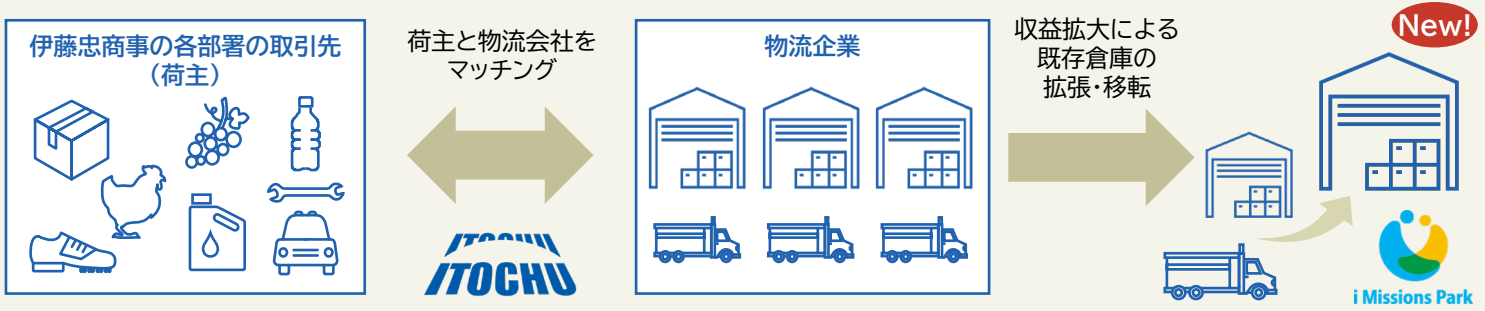 伊藤忠商事の各部署の取引先
（荷主）
荷主と物流会社を
マッチング
ITOCHU
ITOCHU
物流企業
収益拡大による
既存倉庫の
拡張・移転
New!
i Missions Park